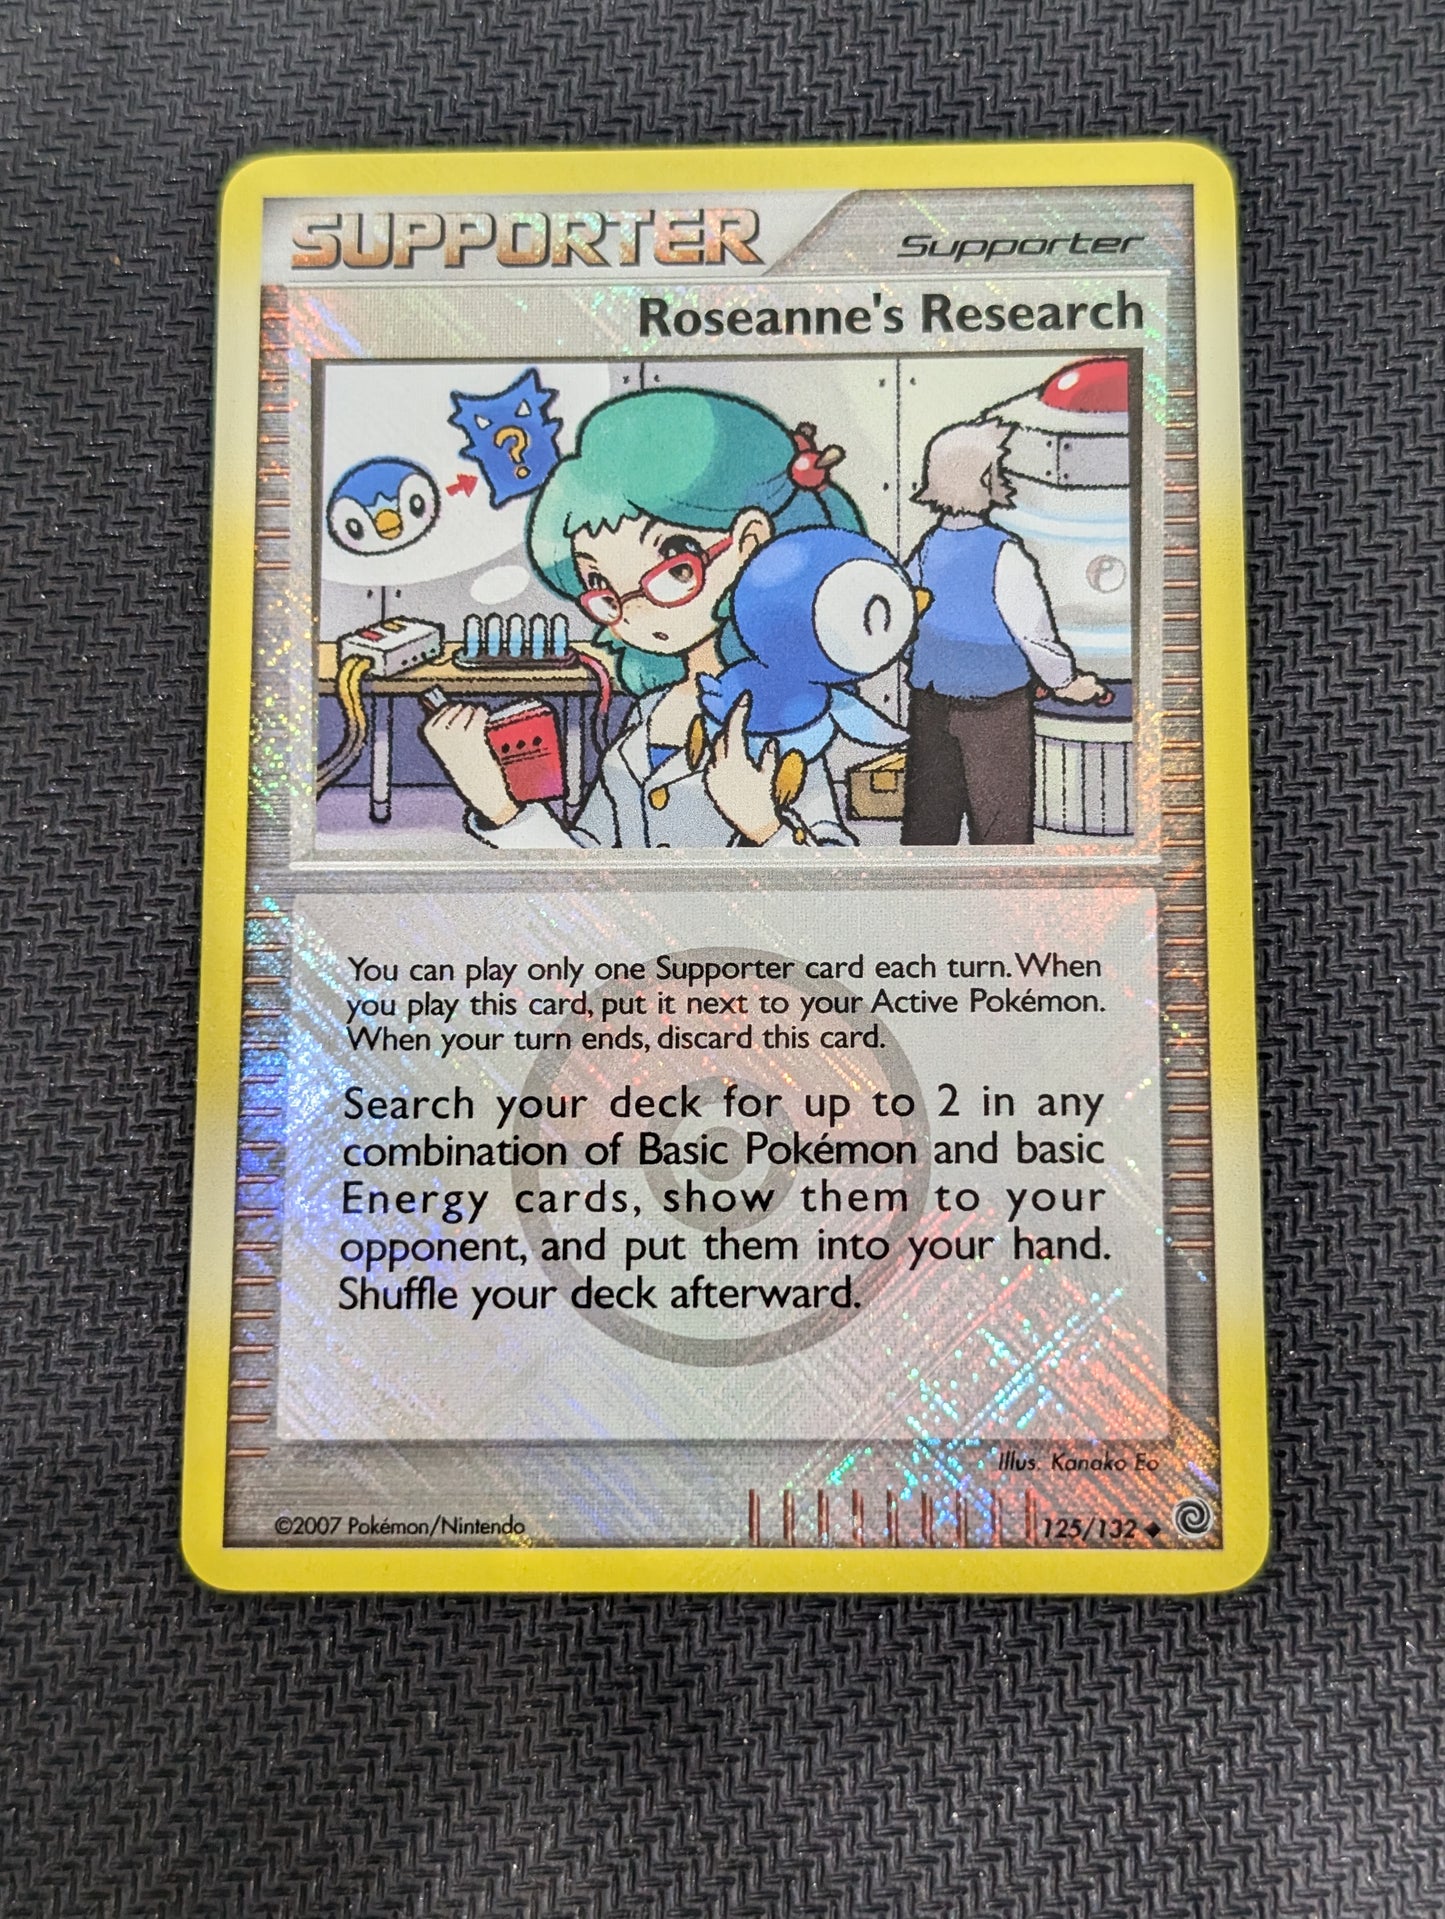 SUPPORTER
Supporter
Roseanne's Research
?
You can play only one Supporter card each turn. When
you play this card, put it next to your Active Pokémon.
When your turn ends, discard this card.
Search your deck for up to 2 in any
combination of Basic Pokémon and basic
Energy cards, show them to your
opponent, and put them into your hand.
Shuffle your deck afterward.
Illus. Kanako Eo
©2007 Pokémon/Nintendo
125/132